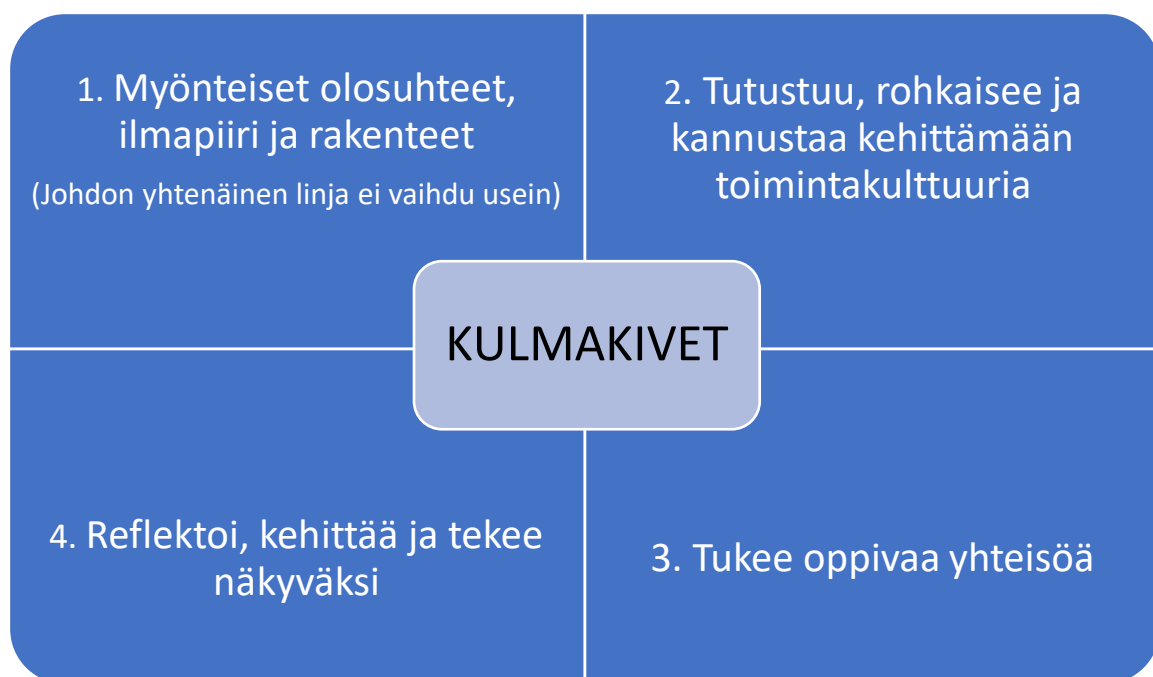 1. Myönteiset olosuhteet,
ilmapiiri ja rakenteet
(Johdon yhtenäinen linja ei vaihdu usein)
2. Tutustuu, rohkaisee ja
kannustaa kehittämään
toimintakulttuuria
KULMAKIVET
4. Reflektoi, kehittää ja tekee
näkyväksi
3. Tukee oppivaa yhteisöä